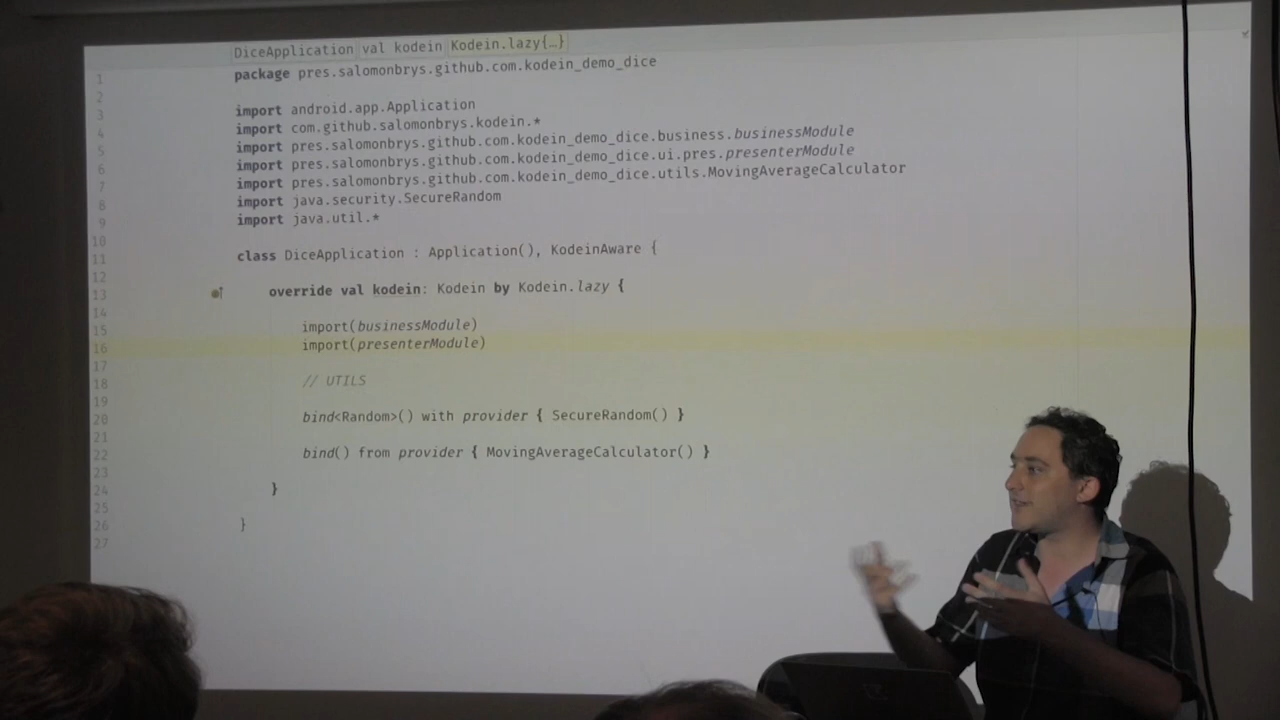 DiceApplication val kodein Kodein.lazy{…}
1 package pres.salomonbrys.github.com.kodein_demo_dice
2
3 import android.app.Application
4 import com.github.salomonbrys.kodein.*
5 import pres.salomonbrys.github.com.kodein_demo_dice.business.businessModule
6 import pres.salomonbrys.github.com.kodein_demo_dice.ui.pres.presenterModule
7 import pres.salomonbrys.github.com.kodein_demo_dice.utils.MovingAverageCalculator
8 import java.security.SecureRandom
9 import java.util.*
10
11 class DiceApplication : Application(), KodeinAware {
12
13 override val kodein: Kodein by Kodein.lazy {
14
15 import(businessModule)
16 import(presenterModule)
17
18 // UTILS
19
20 bind<Random>() with provider { SecureRandom() }
21
22 bind() from provider { MovingAverageCalculator() }
23
24 }
25
26 }
27